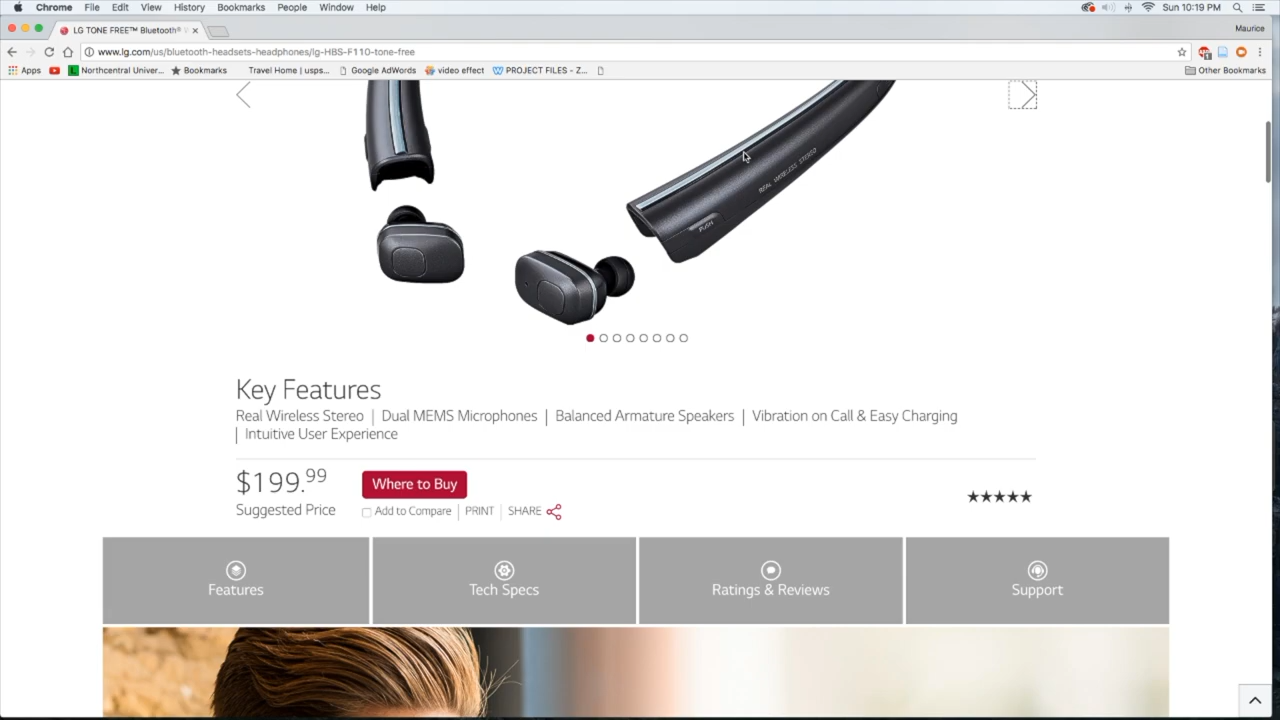 Chrome File Edit View History Bookmarks People Window Help Sun 10:19 PM
LG TONE FREE™ Bluetooth® Maurice
www.lg.com/us/bluetooth-headsets-headphones/lg-HBS-F110-tone-free
Apps Northcentral Univer... Bookmarks Travel Home | usps... Google AdWords video effect PROJECT FILES - Z... Other Bookmarks
REAL WIRELESS STEREO
PUSH
Key Features
Real Wireless Stereo | Dual MEMS Microphones | Balanced Armature Speakers | Vibration on Call & Easy Charging
| Intuitive User Experience
$199.99 Where to Buy
Suggested Price Add to Compare | PRINT | SHARE
Features Tech Specs Ratings & Reviews Support